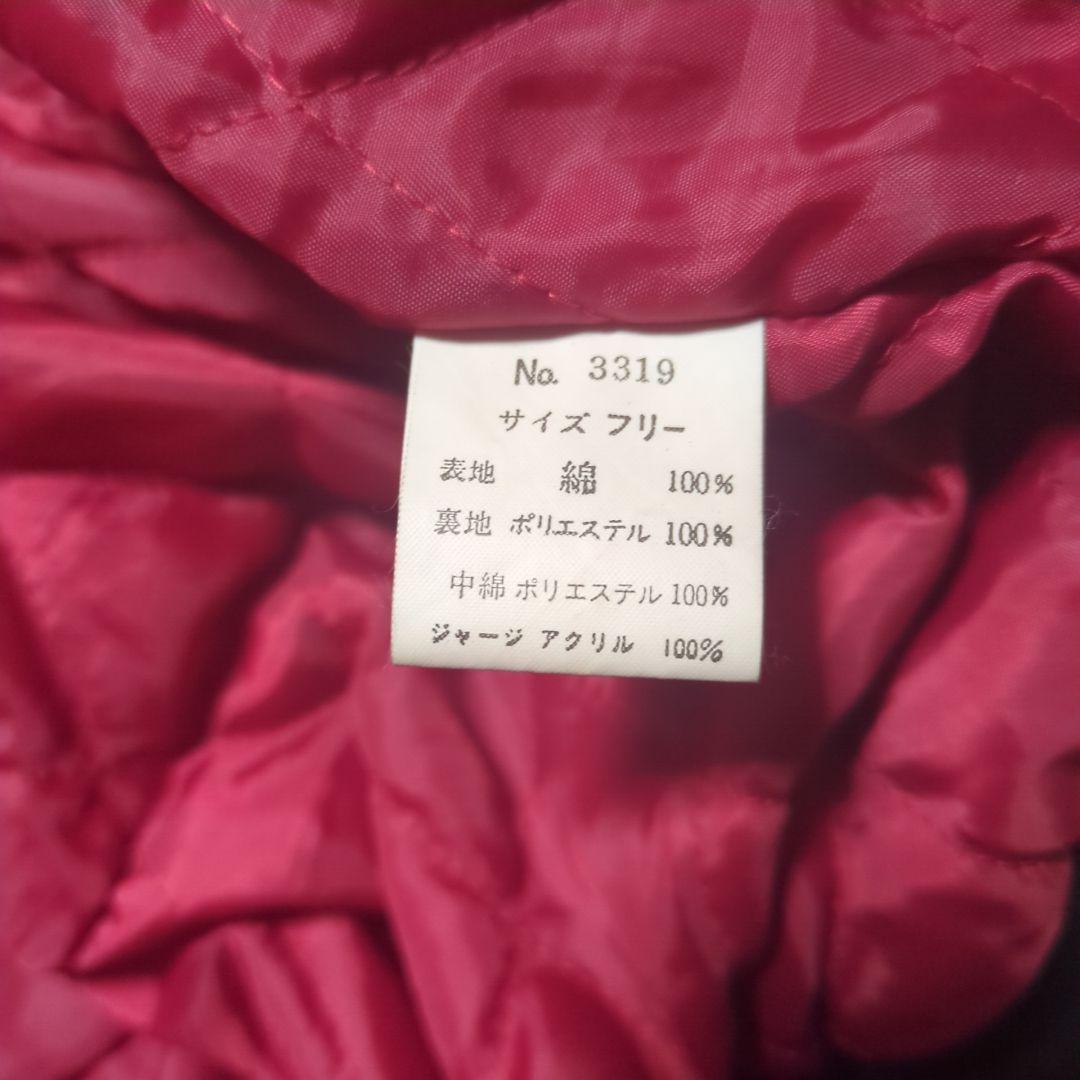 No. 3319
サイズ フリー
表地 綿 100%
裏地 ポリエステル 100%
中綿 ポリエステル 100%
ジャージ アクリル 100%